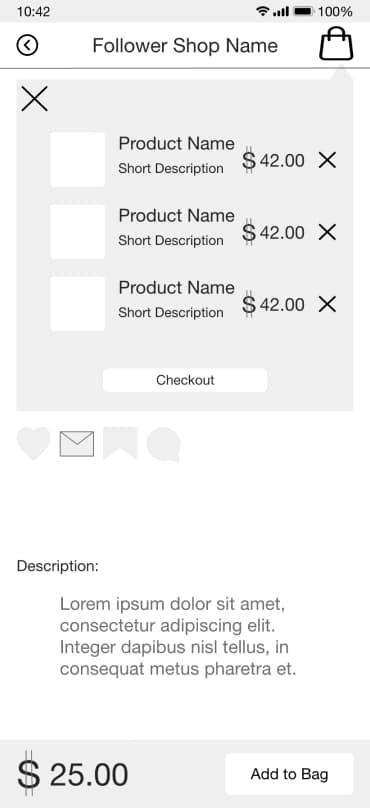 10:42
100%
Follower Shop Name
Product Name
Short Description
$ 42.00
Product Name
Short Description
$ 42.00
Product Name
Short Description
$ 42.00
Checkout
Description:
Lorem ipsum dolor sit amet,
consectetur adipiscing elit.
Integer dapibus nisl tellus, in
consequat metus pharetra et.
$ 25.00
Add to Bag